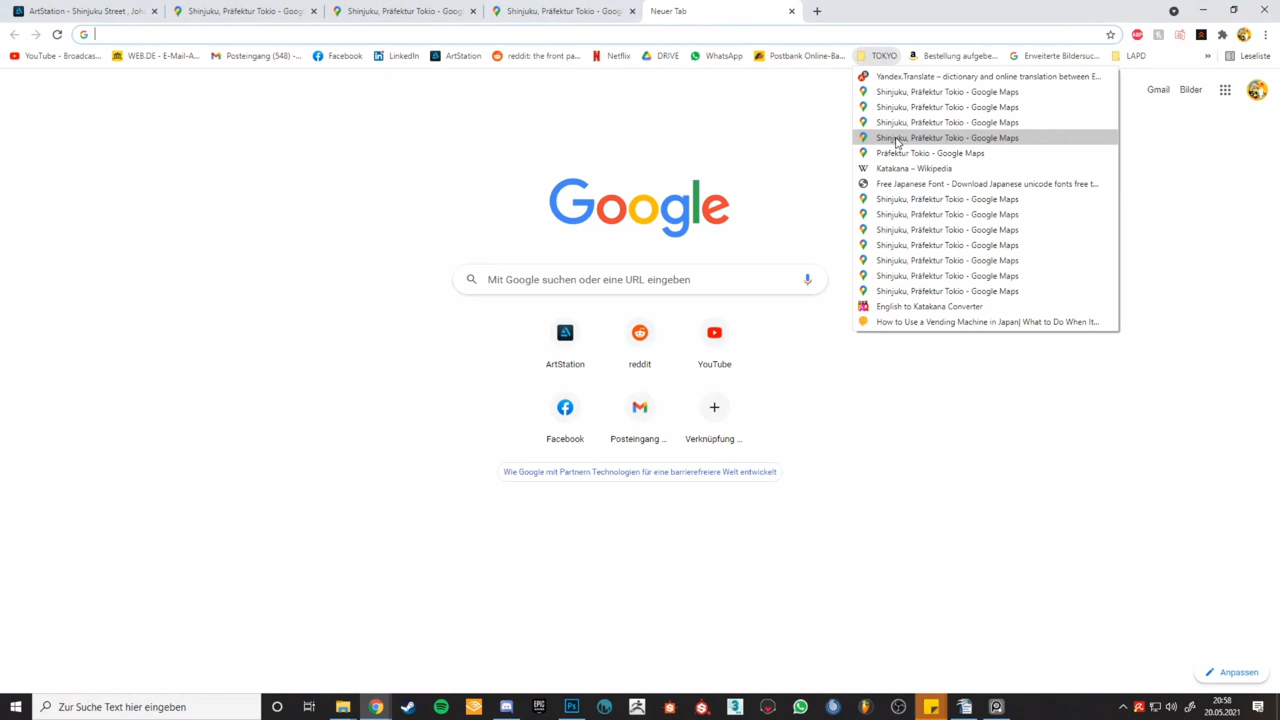 ArtStation - Shinjuku Street , Joh
Shinjuku, Präfektur Tokio - Goog
Shinjuku, Präfektur Tokio - Goog
Shinjuku, Präfektur Tokio - Goog
Neuer Tab
YouTube - Broadcas...
WEB.DE - E-Mail-A...
Posteingang (548) -...
Facebook
LinkedIn
ArtStation
reddit: the front pa...
Netflix
DRIVE
WhatsApp
Postbank Online-Ba...
TOKYO
Bestellung aufgebe...
Erweiterte Bildersuc...
LAPD
»
Leseliste
Yandex.Translate – dictionary and online translation between E...
Shinjuku, Präfektur Tokio - Google Maps
Shinjuku, Präfektur Tokio - Google Maps
Shinjuku, Präfektur Tokio - Google Maps
Shinjuku, Präfektur Tokio - Google Maps
Präfektur Tokio - Google Maps
Katakana – Wikipedia
Free Japanese Font - Download Japanese unicode fonts free t...
Shinjuku, Präfektur Tokio - Google Maps
Shinjuku, Präfektur Tokio - Google Maps
Shinjuku, Präfektur Tokio - Google Maps
Shinjuku, Präfektur Tokio - Google Maps
Shinjuku, Präfektur Tokio - Google Maps
Shinjuku, Präfektur Tokio - Google Maps
Shinjuku, Präfektur Tokio - Google Maps
English to Katakana Converter
How to Use a Vending Machine in Japan| What to Do When It...
Gmail
Bilder
Google
Mit Google suchen oder eine URL eingeben
ArtStation
reddit
YouTube
Facebook
Posteingang ...
Verknüpfung ...
Wie Google mit Partnern Technologien für eine barrierefreiere Welt entwickelt
Anpassen
Zur Suche Text hier eingeben
20:58
20.05.2021